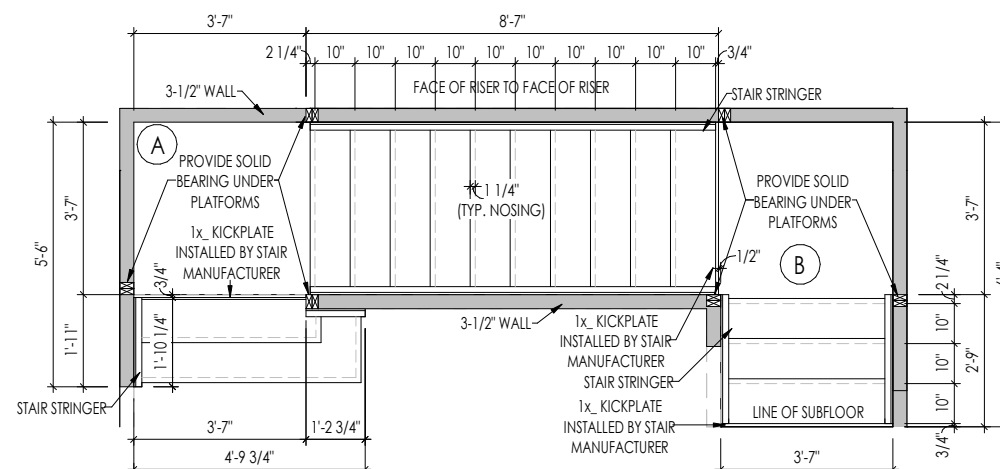 3'-7"
8'-7"
2 1/4"
10"
10"
10"
10"
10"
10"
10"
10"
10"
10"
3/4"
FACE OF RISER TO FACE OF RISER
3-1/2" WALL
STAIR STRINGER
A
PROVIDE SOLID
BEARING UNDER
PLATFORMS
1x_ KICKPLATE
INSTALLED BY STAIR
MANUFACTURER
1 1/4"
(TYP. NOSING)
PROVIDE SOLID
BEARING UNDER
PLATFORMS
B
1/2"
3'-7"
5'-6"
3/4"
1'-11"
1'-10 1/4"
3'-7"
2 1/4"
10"
10"
10"
2'-9"
3/4"
3-1/2" WALL
1x_ KICKPLATE
INSTALLED BY STAIR
MANUFACTURER
STAIR STRINGER
1x_ KICKPLATE
INSTALLED BY STAIR
MANUFACTURER
LINE OF SUBFLOOR
STAIR STRINGER
3'-7"
1'-2 3/4"
4'-9 3/4"
3'-7"